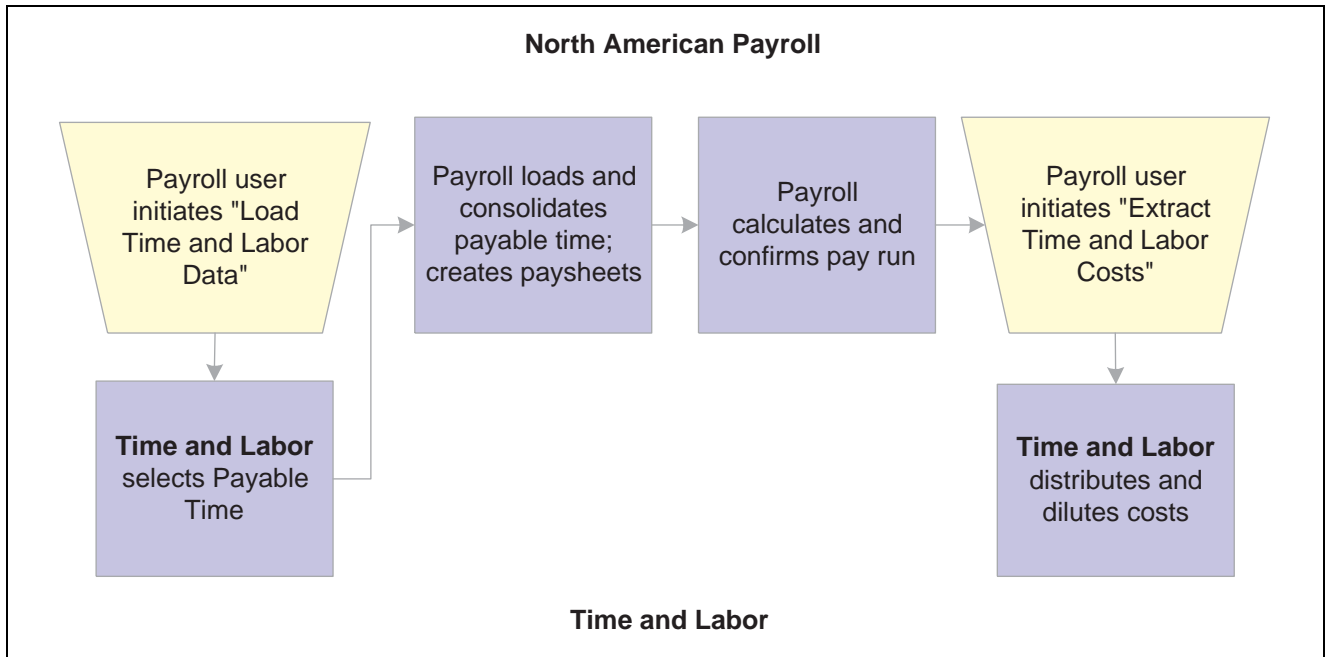 North American Payroll
Payroll user
initiates "Load
Time and Labor
Data"
Time and Labor
selects Payable
Time
Payroll loads and
consolidates
payable time;
creates paysheets
Payroll
calculates and
confirms pay run
Payroll user
initiates "Extract
Time and Labor
Costs"
Time and Labor
distributes and
dilutes costs
Time and Labor